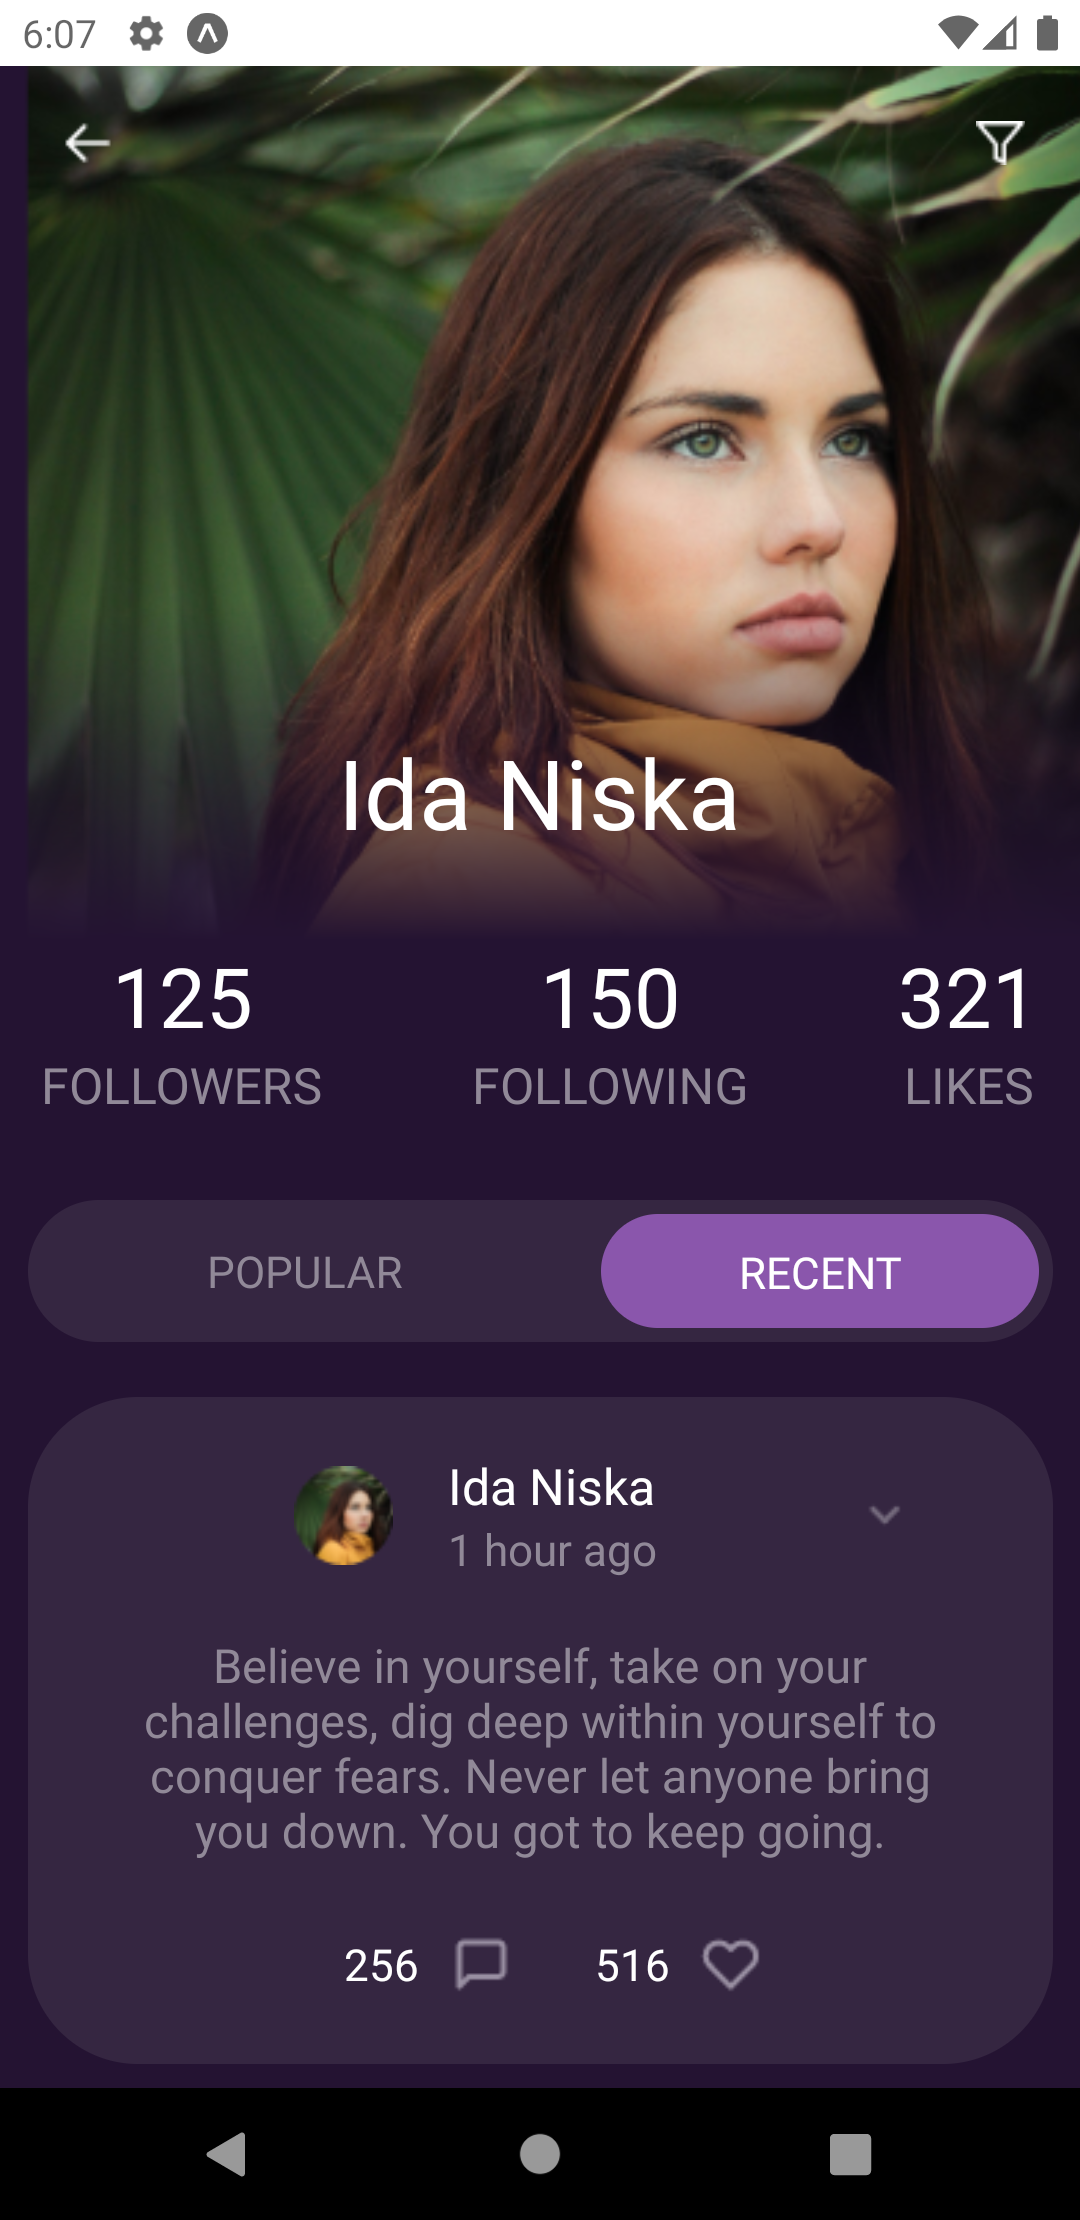 6:07
Ida Niska
125 150 321
FOLLOWERS FOLLOWING LIKES
POPULAR RECENT
Ida Niska
1 hour ago
Believe in yourself, take on your
challenges, dig deep within yourself to
conquer fears. Never let anyone bring
you down. You got to keep going.
256 516